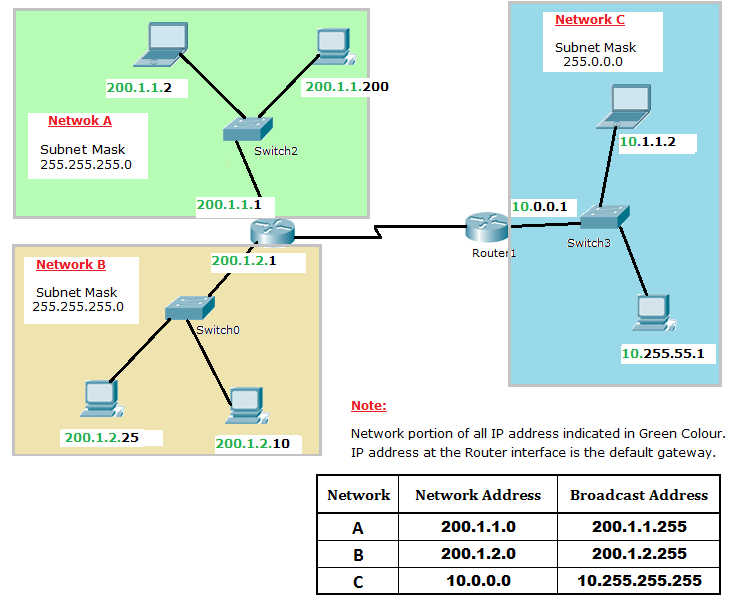 Network C
Subnet Mask
255.0.0.0
200.1.1.2
200.1.1.200
Netwok A
Subnet Mask
255.255.255.0
Switch2
10.1.1.2
200.1.1.1
10.0.0.1
Switch3
Router1
200.1.2.1
Network B
Subnet Mask
255.255.255.0
Switch0
10.255.55.1
200.1.2.25
200.1.2.10
Note:
Network portion of all IP address indicated in Green Colour.
IP address at the Router interface is the default gateway.
Network Network Address Broadcast Address
A 200.1.1.0 200.1.1.255
B 200.1.2.0 200.1.2.255
C 10.0.0.0 10.255.255.255